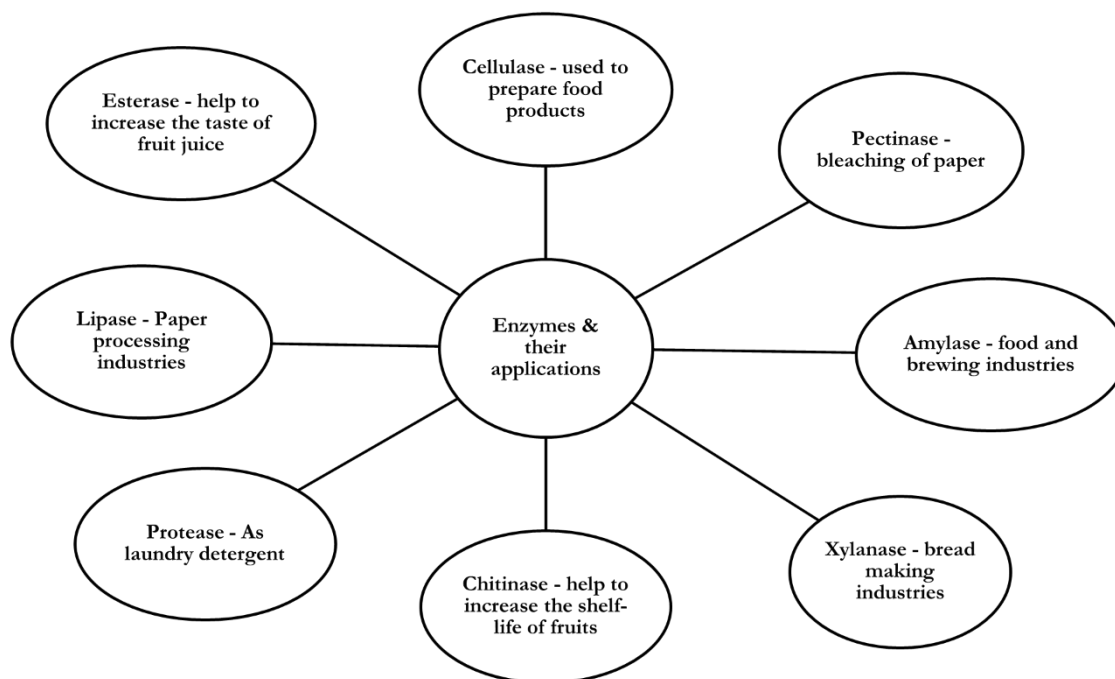 Cellulase - used to
prepare food
products
Esterase - help to
increase the taste of
fruit juice
Pectinase -
bleaching of paper
Lipase - Paper
processing
industries
Enzymes &
their
applications
Amylase - food and
brewing industries
Protease - As
laundry detergent
Chitinase - help to
increase the shelf-
life of fruits
Xylanase - bread
making
industries